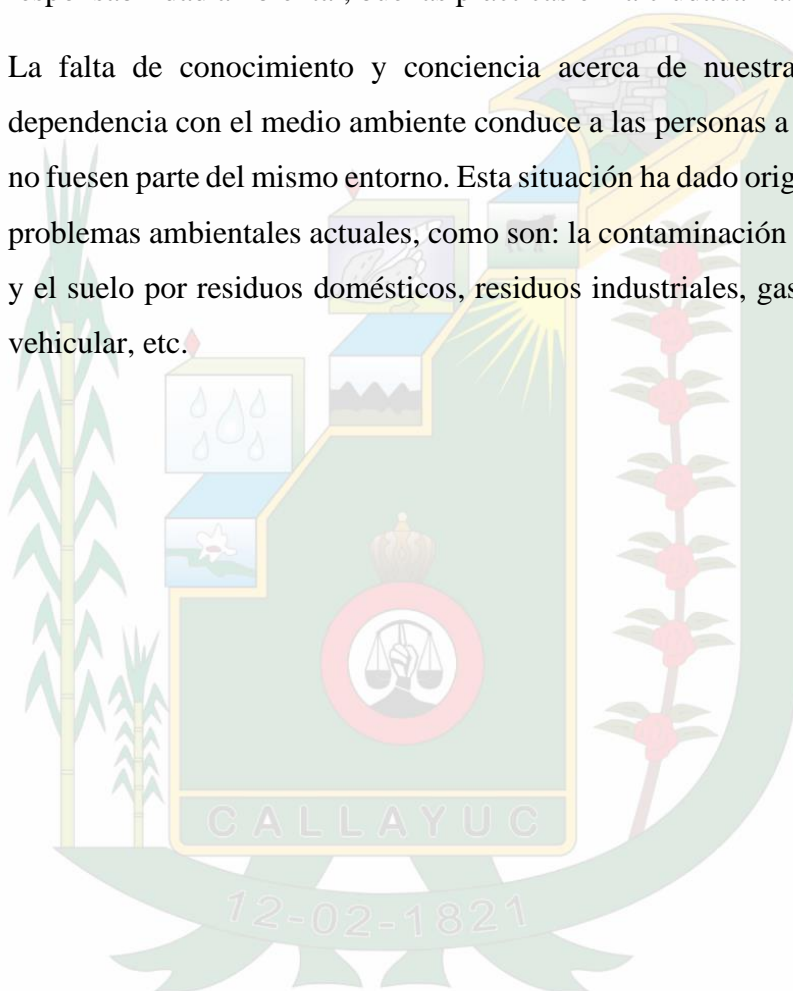 La falta de conocimiento y conciencia acerca de nuestra
dependencia con el medio ambiente conduce a las personas a
no fuesen parte del mismo entorno. Esta situación ha dado orig
problemas ambientales actuales, como son: la contaminación
y el suelo por residuos domésticos, residuos industriales, gas
vehicular, etc.
CALLAYUC
12-02-1821